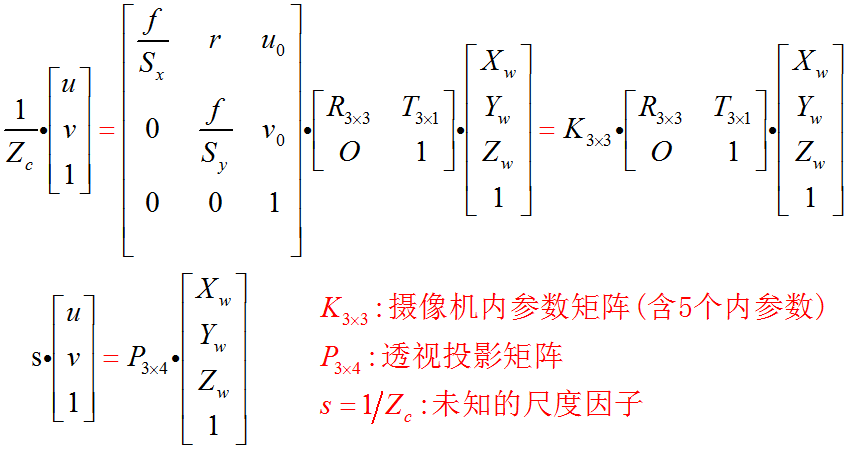 $\frac{1}{Z_c} \bullet \begin{bmatrix} u \\ v \\ 1 \end{bmatrix} = \begin{bmatrix} \frac{f}{S_x} & r & u_0 \\ 0 & \frac{f}{S_y} & v_0 \\ 0 & 0 & 1 \end{bmatrix} \bullet \begin{bmatrix} R_{3\times3} & T_{3\times1} \\ O & 1 \end{bmatrix} \bullet \begin{bmatrix} X_w \\ Y_w \\ Z_w \\ 1 \end{bmatrix} = K_{3\times3} \bullet \begin{bmatrix} R_{3\times3} & T_{3\times1} \\ O & 1 \end{bmatrix} \bullet \begin{bmatrix} X_w \\ Y_w \\ Z_w \\ 1 \end{bmatrix}$
$s \bullet \begin{bmatrix} u \\ v \\ 1 \end{bmatrix} = P_{3\times4} \bullet \begin{bmatrix} X_w \\ Y_w \\ Z_w \\ 1 \end{bmatrix}$
$K_{3\times3}$:摄像机内参数矩阵(含5个内参数)
$P_{3\times4}$:透视投影矩阵
$s=1/Z_c$:未知的尺度因子